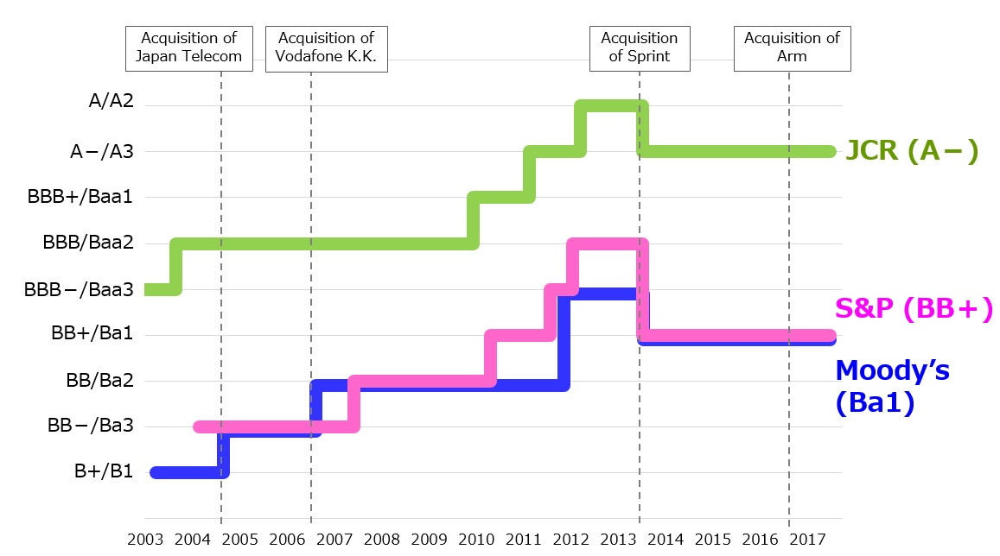 Acquisition of
Japan Telecom
Acquisition of
Vodafone K.K.
Acquisition
of Sprint
Acquisition of
Arm
A/A2
A−/A3
BBB+/Baa1
BBB/Baa2
BBB−/Baa3
BB+/Ba1
BB/Ba2
BB−/Ba3
B+/B1
JCR (A−)
S&P (BB+)
Moody’s
(Ba1)
2003 2004 2005 2006 2007 2008 2009 2010 2011 2012 2013 2014 2015 2016 2017